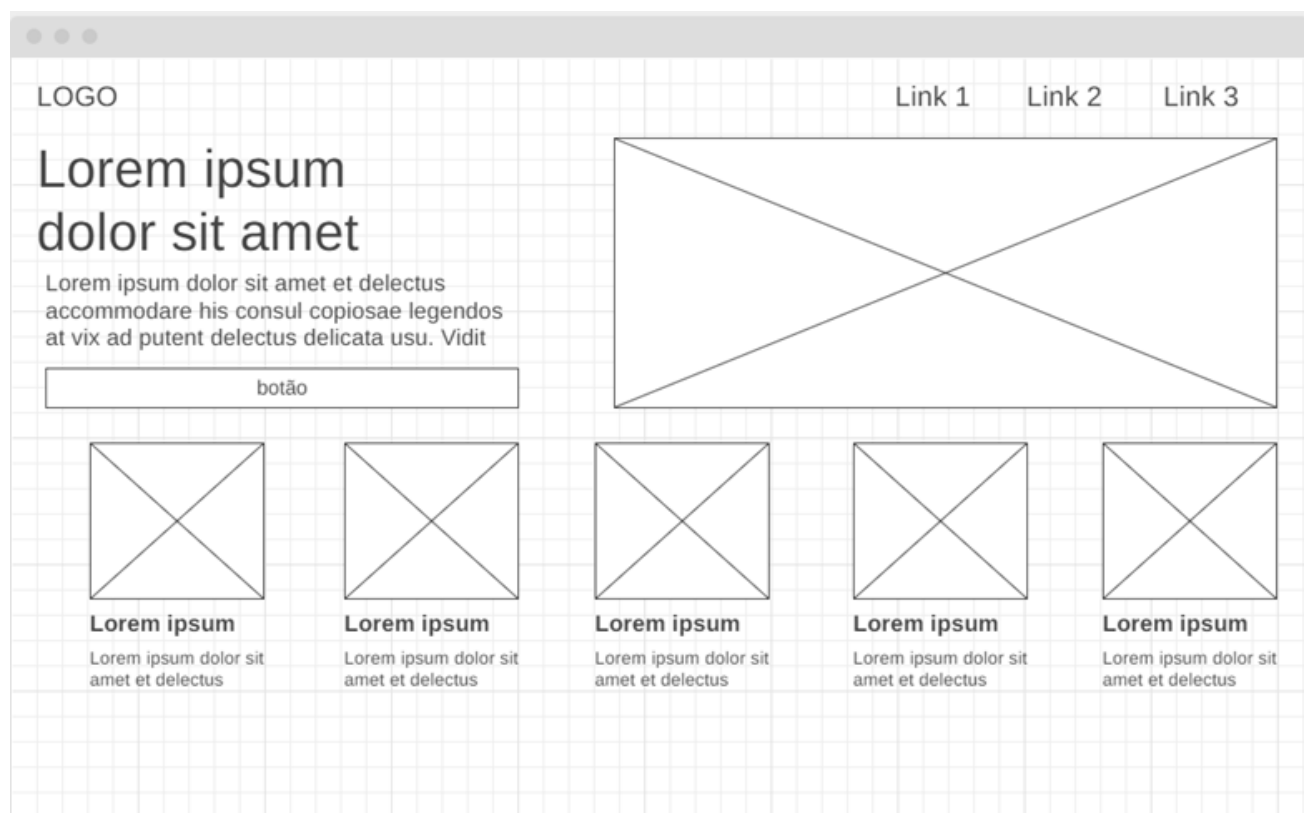 LOGO
Link 1
Link 2
Link 3
Lorem ipsum
dolor sit amet
Lorem ipsum dolor sit amet et delectus
accommodare his consul copiosae legendos
at vix ad putent delectus delicata usu. Vidit
botão
Lorem ipsum
Lorem ipsum dolor sit
amet et delectus
Lorem ipsum
Lorem ipsum dolor sit
amet et delectus
Lorem ipsum
Lorem ipsum dolor sit
amet et delectus
Lorem ipsum
Lorem ipsum dolor sit
amet et delectus
Lorem ipsum
Lorem ipsum dolor sit
amet et delectus